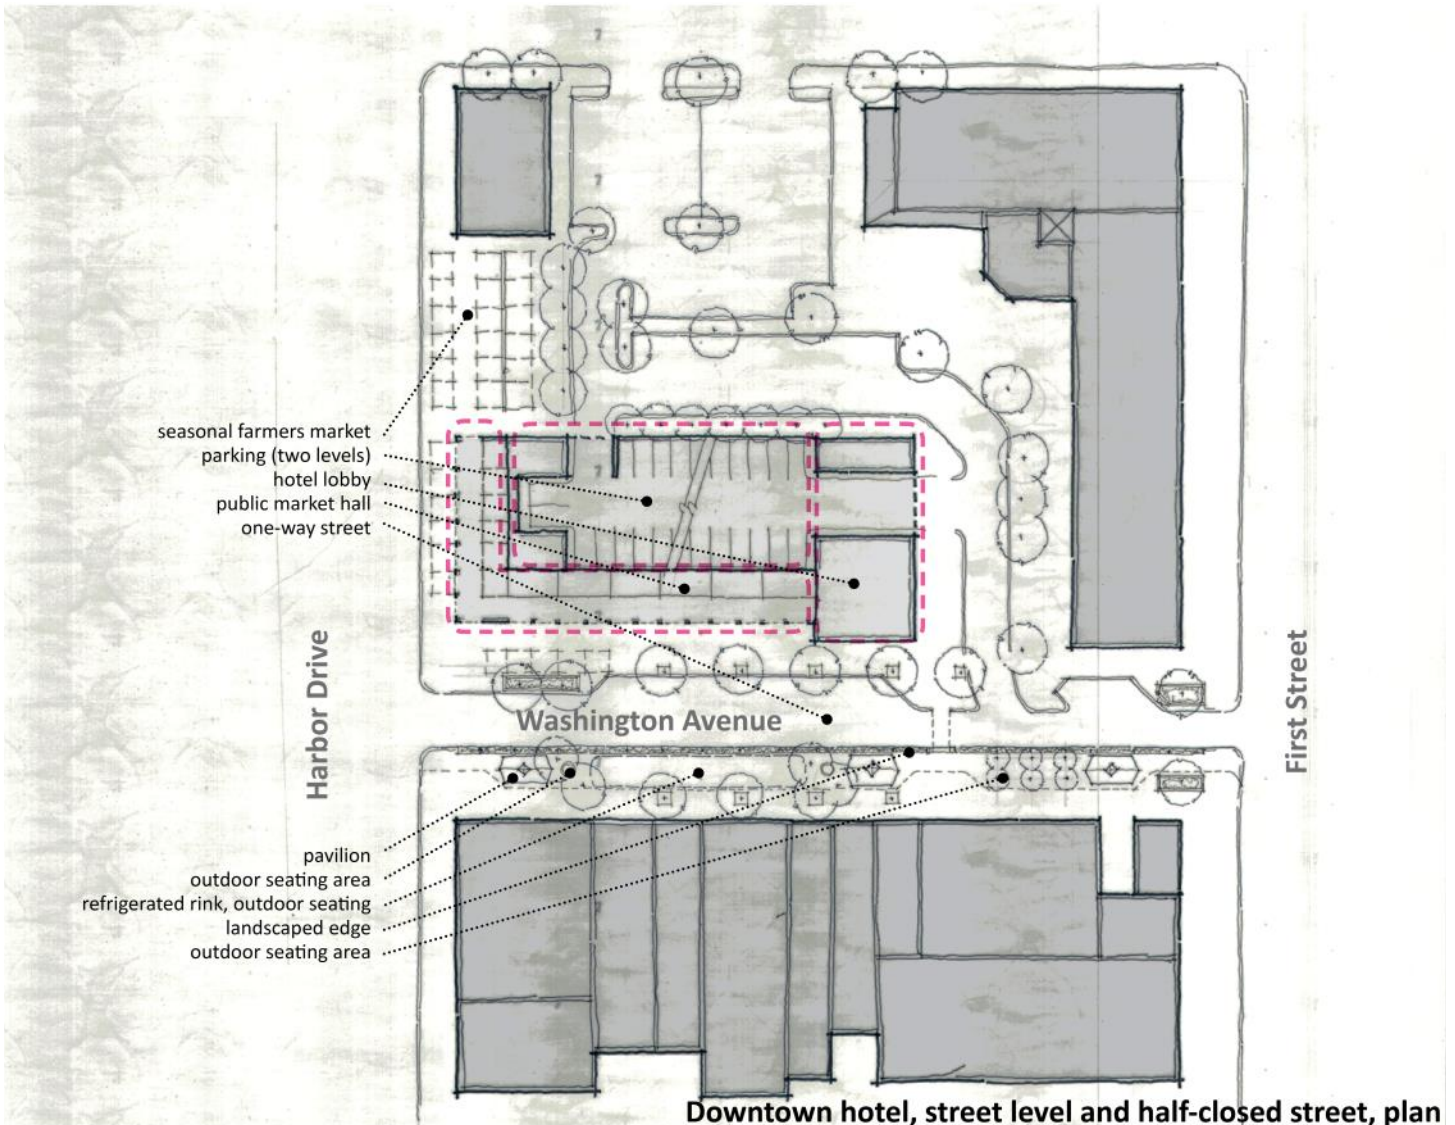 seasonal farmers market
parking (two levels)
hotel lobby
public market hall
one-way street
Harbor Drive
Washington Avenue
First Street
pavilion
outdoor seating area
refrigerated rink, outdoor seating
landscaped edge
outdoor seating area
Downtown hotel, street level and half-closed street, plan